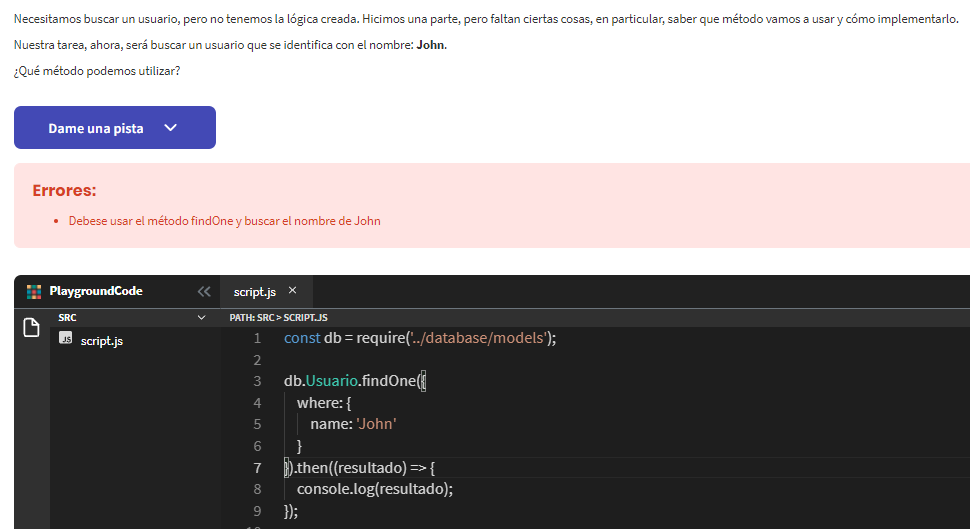 Necesitamos buscar un usuario, pero no tenemos la lógica creada. Hicimos una parte, pero faltan ciertas cosas, en particular, saber que método vamos a usar y cómo implementarlo.
Nuestra tarea, ahora, será buscar un usuario que se identifica con el nombre: John.
¿Qué método podemos utilizar?
Dame una pista
Errores:
• Debese usar el método findOne y buscar el nombre de John
PlaygroundCode
script.js ×
SRC
PATH: SRC > SCRIPT.JS
JS script.js
1 const db = require('../database/models');
2
3 db.Usuario.findOne({
4 where: {
5 name: 'John'
6 }
7 }).then((resultado) => {
8 console.log(resultado);
9 });